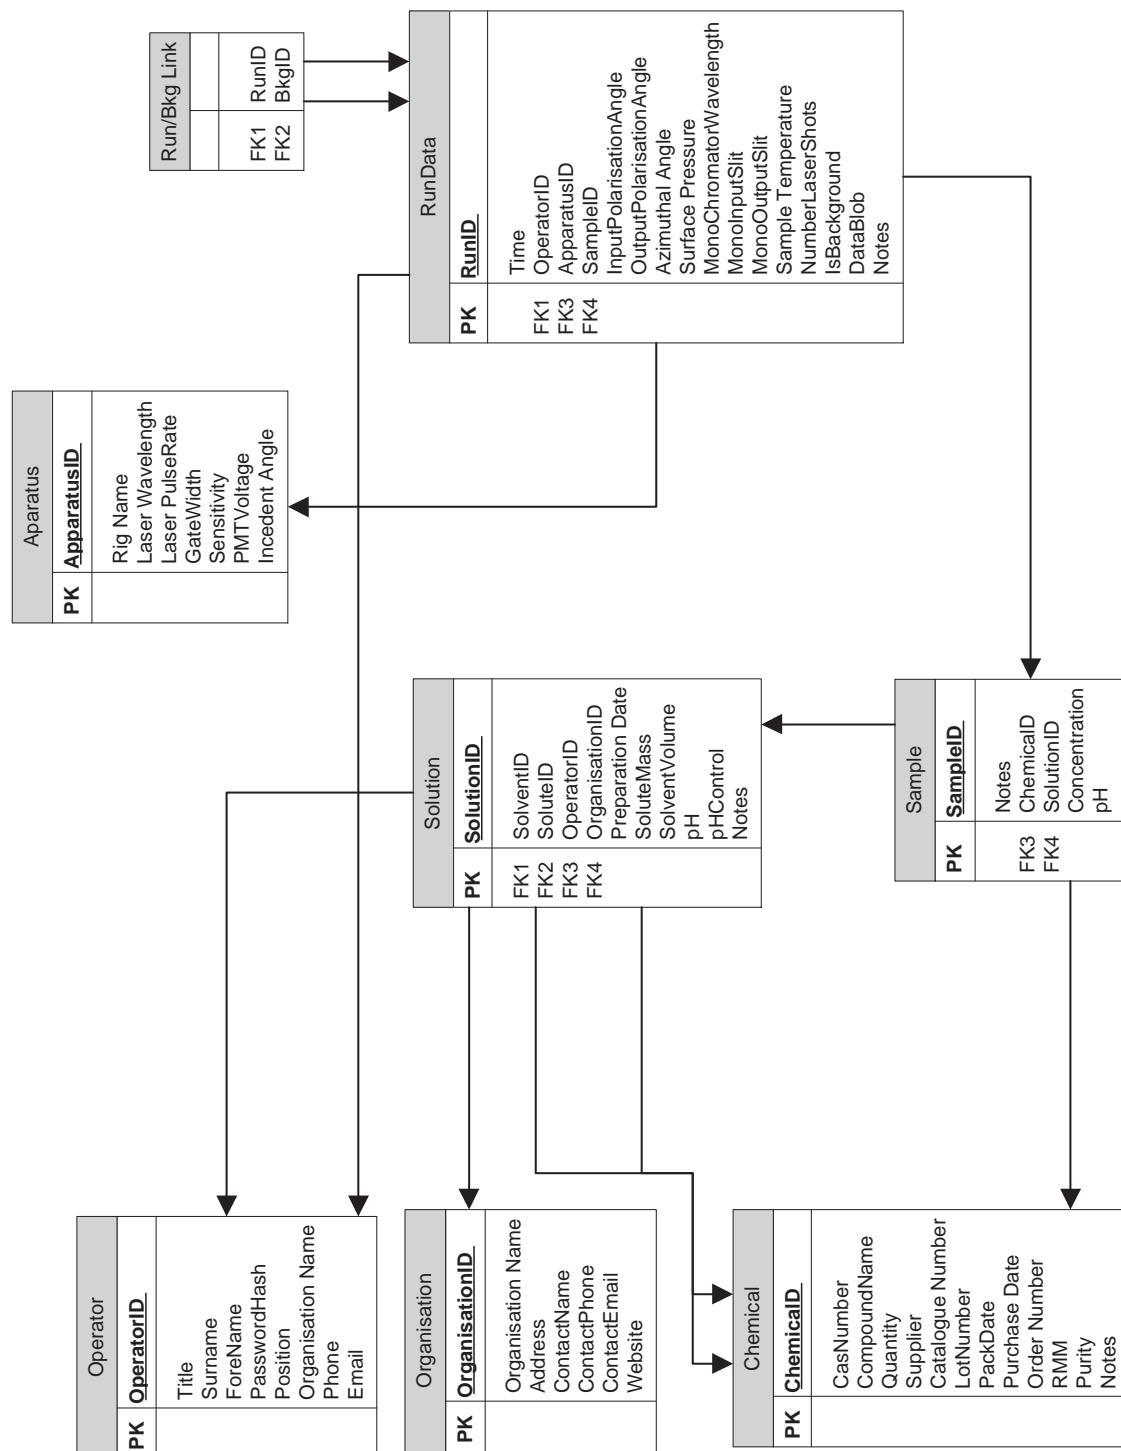 Operator
PK OperatorID
Title
Surname
ForeName
PasswordHash
Position
Organisation Name
Phone
Email
Organisation
PK OrganisationID
Organisation Name
Address
ContactName
ContactPhone
ContactEmail
Website
Chemical
PK ChemicalID
CasNumber
CompoundName
Quantity
Supplier
Catalogue Number
LotNumber
PackDate
Purchase Date
Order Number
RMM
Purity
Notes
Solution
PK SolutionID
FK1 SolventID
FK2 SoluteID
FK3 OperatorID
FK4 OrganisationID
Preparation Date
SoluteMass
SolventVolume
pH
pHControl
Notes
Sample
PK SampleID
Notes
FK3 ChemicalID
FK4 SolutionID
Concentration
pH
Aparatus
PK ApparatusID
Rig Name
Laser Wavelength
Laser PulseRate
GateWidth
Sensitivity
PMTVoltage
Incedent Angle
Run/Bkg Link
FK1 RunID
FK2 BkgID
RunData
PK RunID
Time
FK1 OperatorID
FK3 ApparatusID
FK4 SampleID
InputPolarisationAngle
OutputPolarisationAngle
Azimuthal Angle
Surface Pressure
MonoChromatorWavelength
MonoInputSlit
MonoOutputSlit
Sample Temperature
NumberLaserShots
IsBackground
DataBlob
Notes